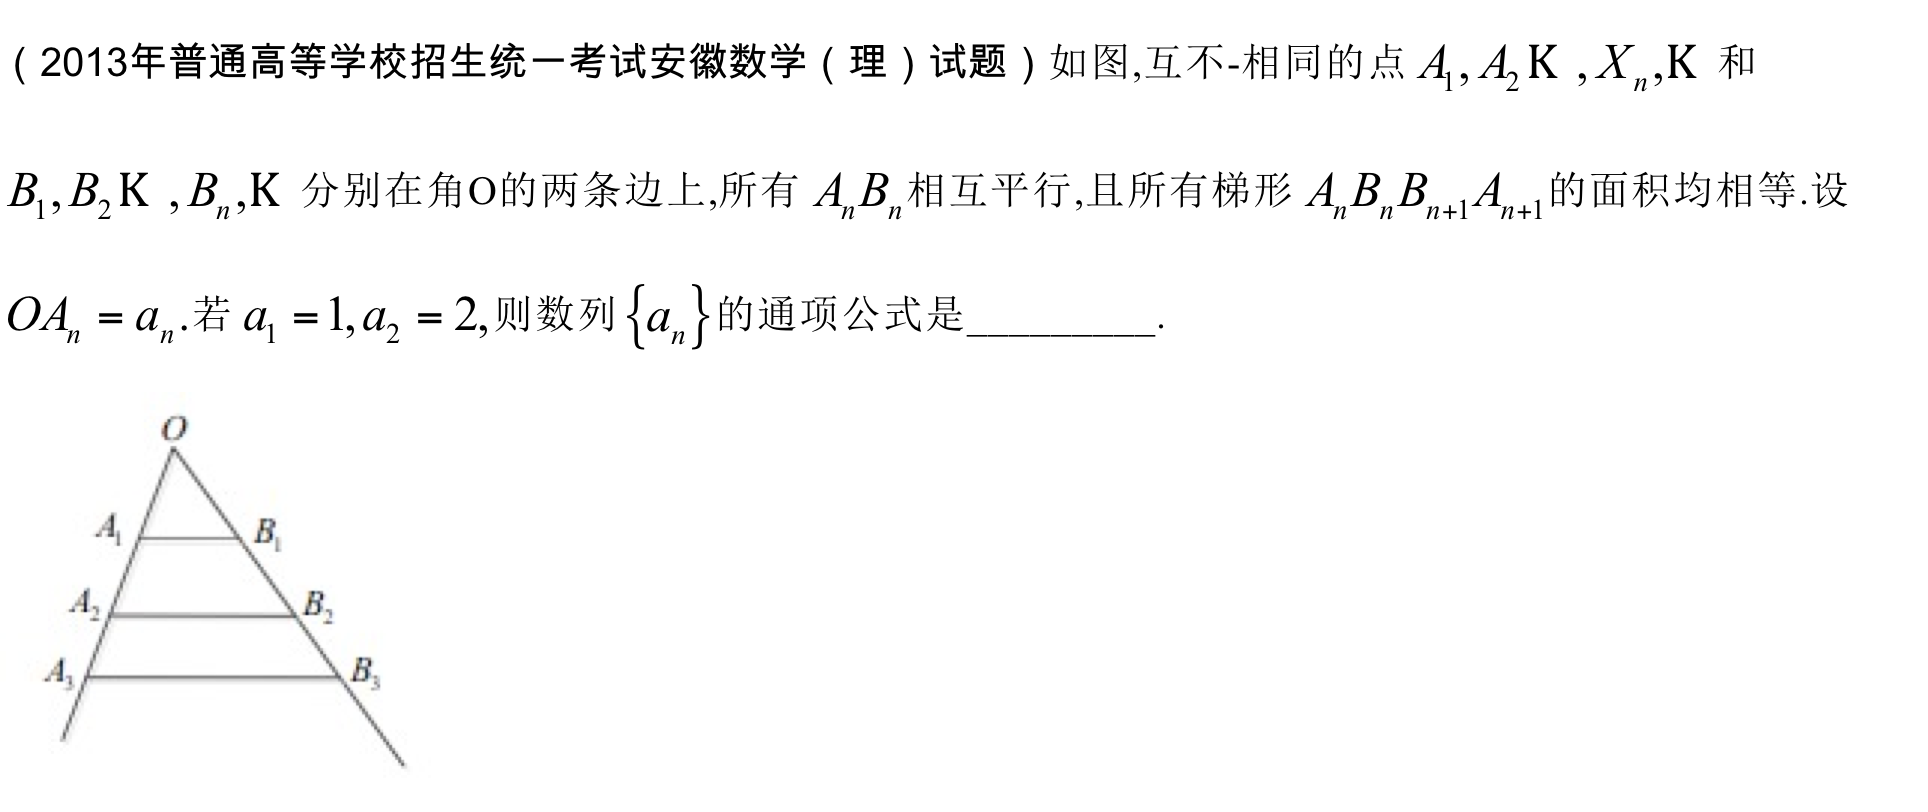 （2013年普通高等学校招生统一考试安徽数学（理）试题）如图,互不-相同的点 A₁, A₂ K , Xₙ,K 和
B₁, B₂ K , Bₙ,K 分别在角O的两条边上,所有 AₙBₙ相互平行,且所有梯形 AₙBₙBₙ₊₁Aₙ₊₁的面积均相等.设
OAₙ = aₙ.若 a₁ = 1, a₂ = 2,则数列{aₙ}的通项公式是_________.
O
A₁ B₁
A₂ B₂
A₃ B₃